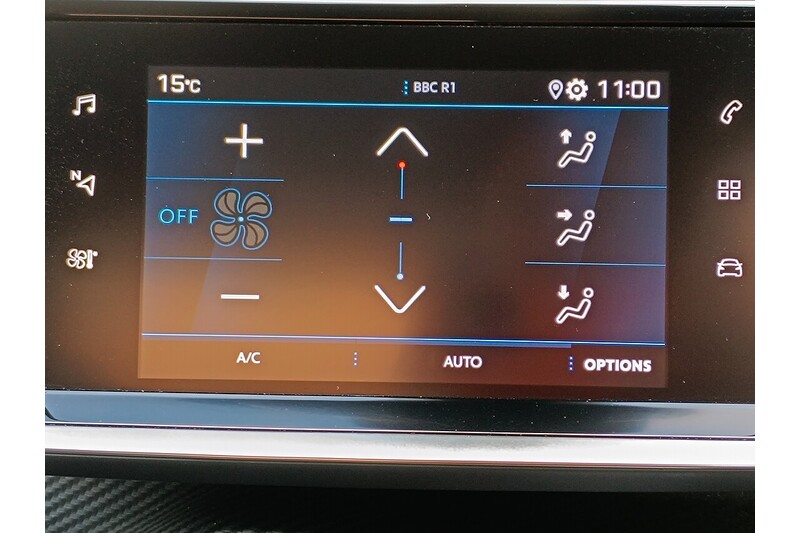 15°C BBC R1 11:00
N
OFF
A/C AUTO OPTIONS